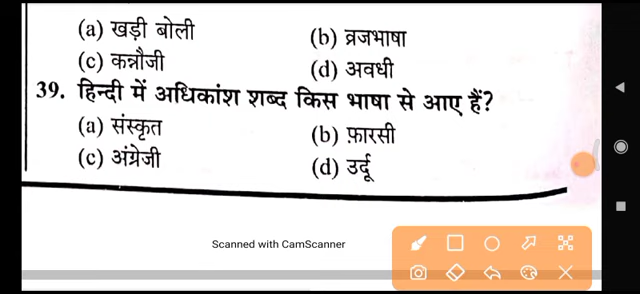 (a) खड़ी बोली (b) व्रजभाषा
(c) कन्नौजी (d) अवधी
39. हिन्दी में अधिकांश शब्द किस भाषा से आए हैं?
(a) संस्कृत (b) फ़ारसी
(c) अंग्रेजी (d) उर्दू
Scanned with CamScanner